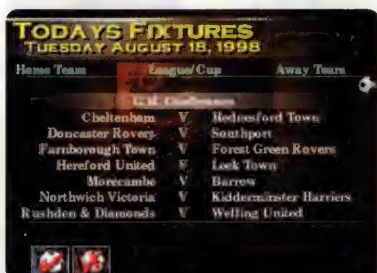 TODAYS FIXTURES
TUESDAY AUGUST 18, 1998
Home Team League/Cup Away Team
G.M. Conference
Cheltenham V Hednesford Town
Doncaster Rovers V Southport
Farnborough Town V Forest Green Rovers
Hereford United V Leek Town
Morecambe V Barrow
Northwich Victoria V Kidderminster Harriers
Rushden & Diamonds V Welling United